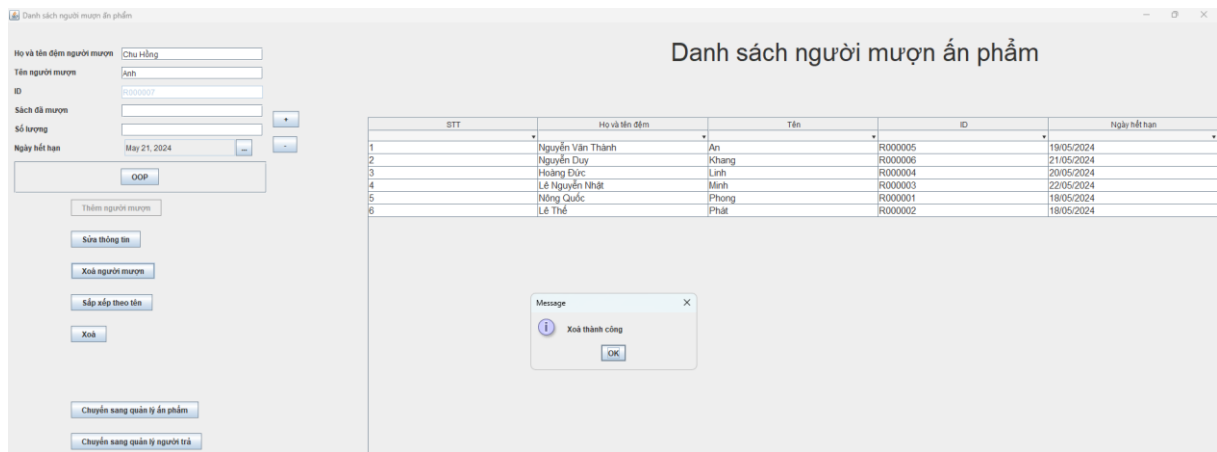 Danh sách người mượn ấn phẩm
Danh sách người mượn ấn phẩm
Họ và tên đệm người mượn Chu Hồng
Tên người mượn Anh
ID R000007
Sách đã mượn
+
Số lượng
Ngày hết hạn May 21, 2024 ... -
OOP
Thêm người mượn
Sửa thông tin
Xoá người mượn
Sắp xếp theo tên
Xoá
Chuyển sang quản lý ấn phẩm
Chuyển sang quản lý người trả
STT Họ và tên đệm Tên ID Ngày hết hạn
1 Nguyễn Văn Thành An R000005 19/05/2024
2 Nguyễn Duy Khang R000006 21/05/2024
3 Hoàng Đức Linh R000004 20/05/2024
4 Lê Nguyễn Nhật Minh R000003 22/05/2024
5 Nông Quốc Phong R000001 18/05/2024
6 Lê Thế Phát R000002 18/05/2024
Message
Xoá thành công
OK